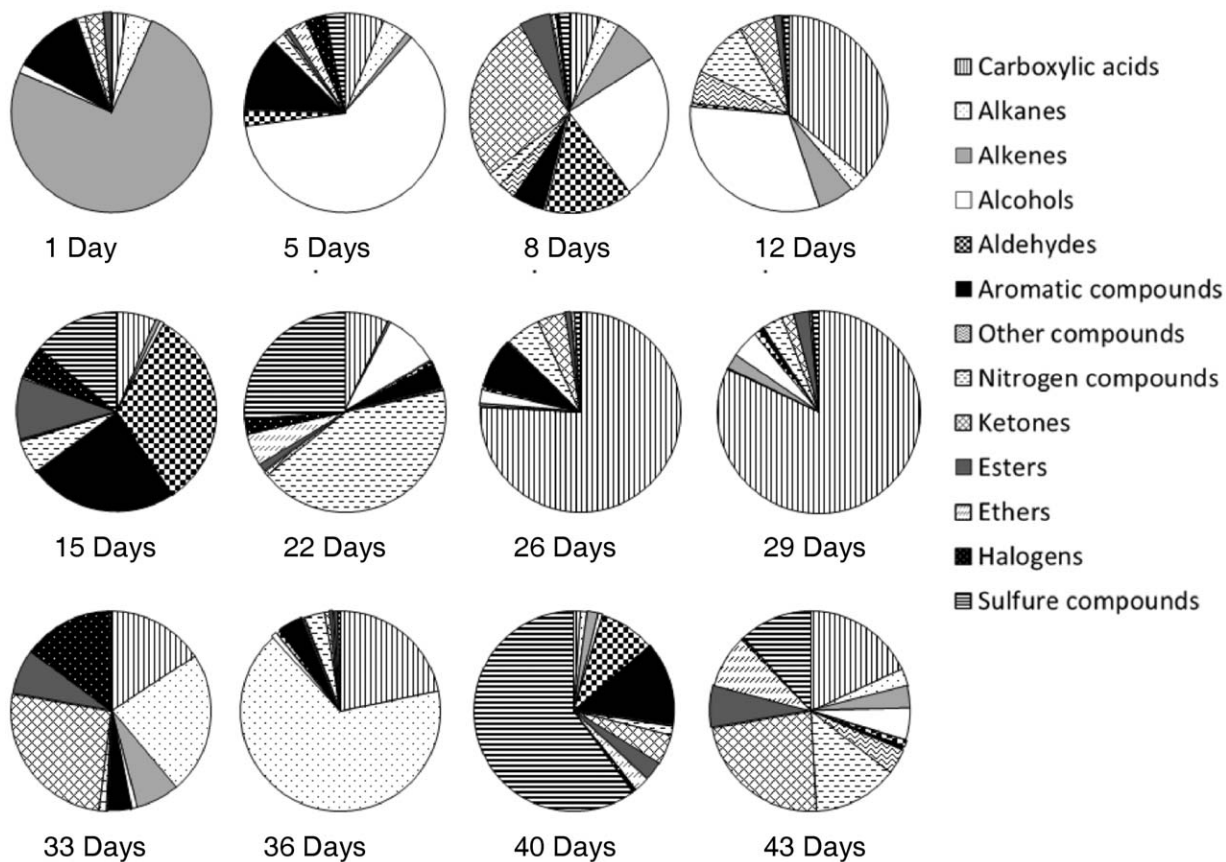 1 Day
5 Days
8 Days
12 Days
15 Days
22 Days
26 Days
29 Days
33 Days
36 Days
40 Days
43 Days
Carboxylic acids
Alkanes
Alkenes
Alcohols
Aldehydes
Aromatic compounds
Other compounds
Nitrogen compounds
Ketones
Esters
Ethers
Halogens
Sulfure compounds